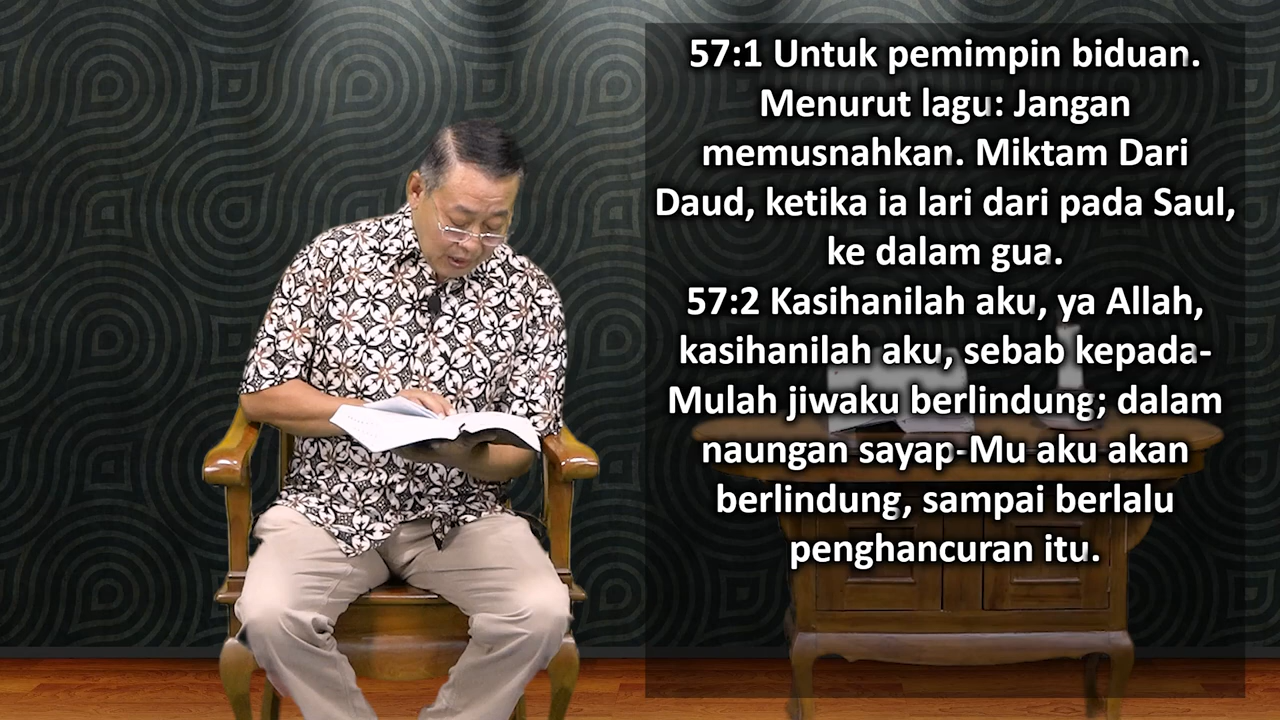 57:1 Untuk pemimpin biduan.
Menurut lagu: Jangan
memusnahkan. Miktam Dari
Daud, ketika ia lari dari pada Saul,
ke dalam gua.
57:2 Kasihanilah aku, ya Allah,
kasihanilah aku, sebab kepada-
Mulah jiwaku berlindung; dalam
naungan sayap-Mu aku akan
berlindung, sampai berlalu
penghancuran itu.